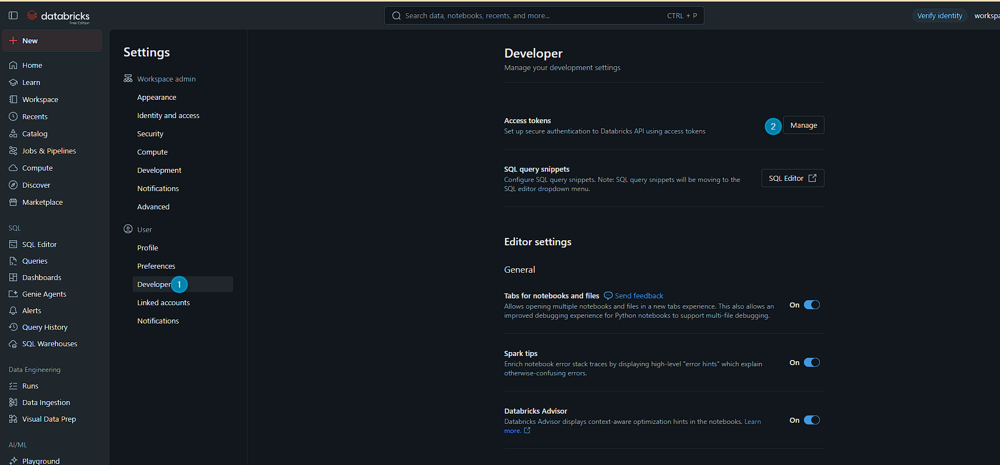 databricks
Free Edition
Search data, notebooks, recents, and more...
CTRL + P
Verify identity
workspa
New
Home
Learn
Workspace
Recents
Catalog
Jobs & Pipelines
Compute
Discover
Marketplace
SQL
SQL Editor
Queries
Dashboards
Genie Agents
Alerts
Query History
SQL Warehouses
Data Engineering
Runs
Data Ingestion
Visual Data Prep
AI/ML
Playground
Settings
Workspace admin
Appearance
Identity and access
Security
Compute
Development
Notifications
Advanced
User
Profile
Preferences
Developer 1
Linked accounts
Notifications
Developer
Manage your development settings
Access tokens
Set up secure authentication to Databricks API using access tokens
2 Manage
SQL query snippets
Configure SQL query snippets. Note: SQL query snippets will be moving to the
SQL editor dropdown menu.
SQL Editor
Editor settings
General
Tabs for notebooks and files Send feedback
Allows opening multiple notebooks and files in a new tabs experience. This also allows an
improved debugging experience for Python notebooks to support multi-file debugging.
On
Spark tips
Enrich notebook error stack traces by displaying high-level "error hints" which explain
otherwise-confusing errors.
On
Databricks Advisor
Databricks Advisor displays context-aware optimization hints in the notebooks. Learn
more.
On